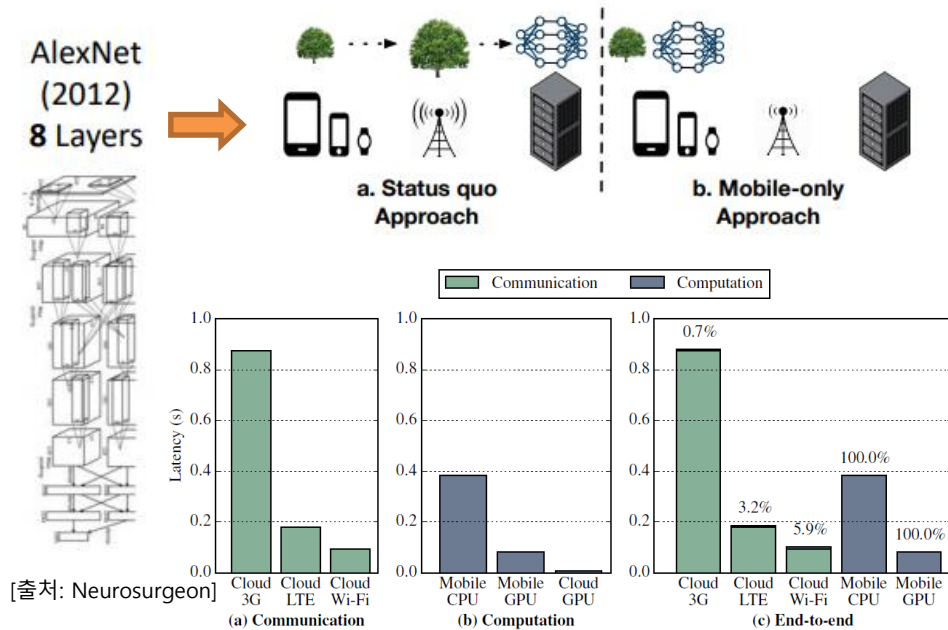 AlexNet
(2012)
8 Layers
a. Status quo
Approach
b. Mobile-only
Approach
Communication
Computation
Latency (s)
1.0
0.8
0.6
0.4
0.2
0.0
Cloud
3G
Cloud
LTE
Cloud
Wi-Fi
(a) Communication
1.0
0.8
0.6
0.4
0.2
0.0
Mobile
CPU
Mobile
GPU
Cloud
GPU
(b) Computation
1.0
0.8
0.6
0.4
0.2
0.0
0.7%
3.2%
5.9%
100.0%
100.0%
Cloud
3G
Cloud
LTE
Cloud
Wi-Fi
Mobile
CPU
Mobile
GPU
(c) End-to-end
[출처: Neurosurgeon]